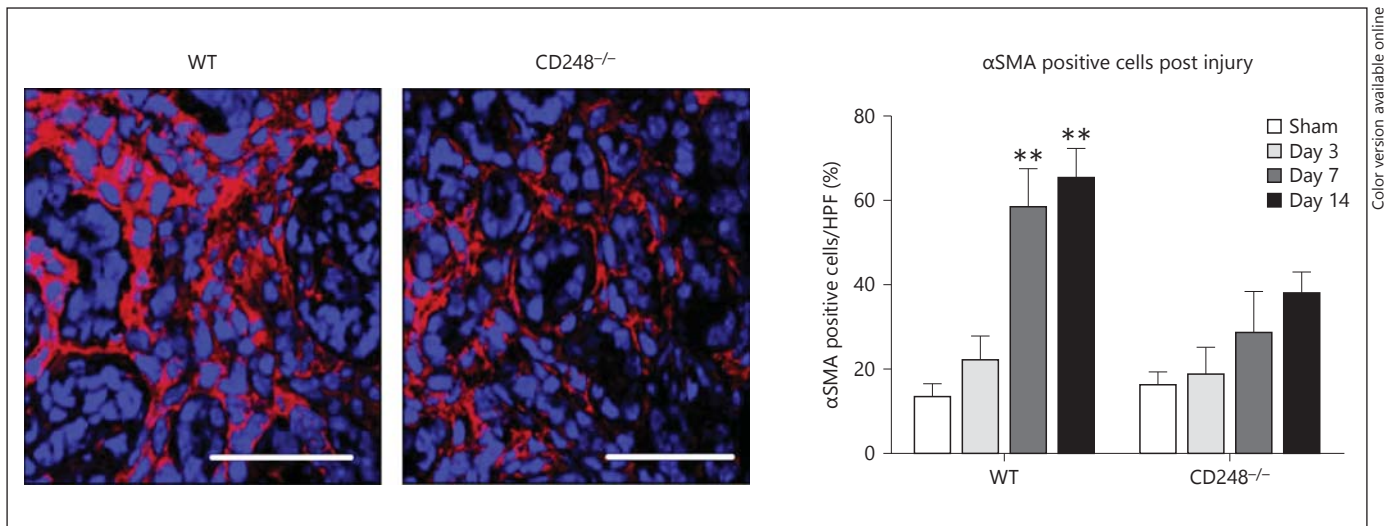 WT
CD248–/–
αSMA positive cells post injury
αSMA positive cells/HPF (%)
80
60
40
20
0
**
**
Sham
Day 3
Day 7
Day 14
WT
CD248–/–
Color version available online